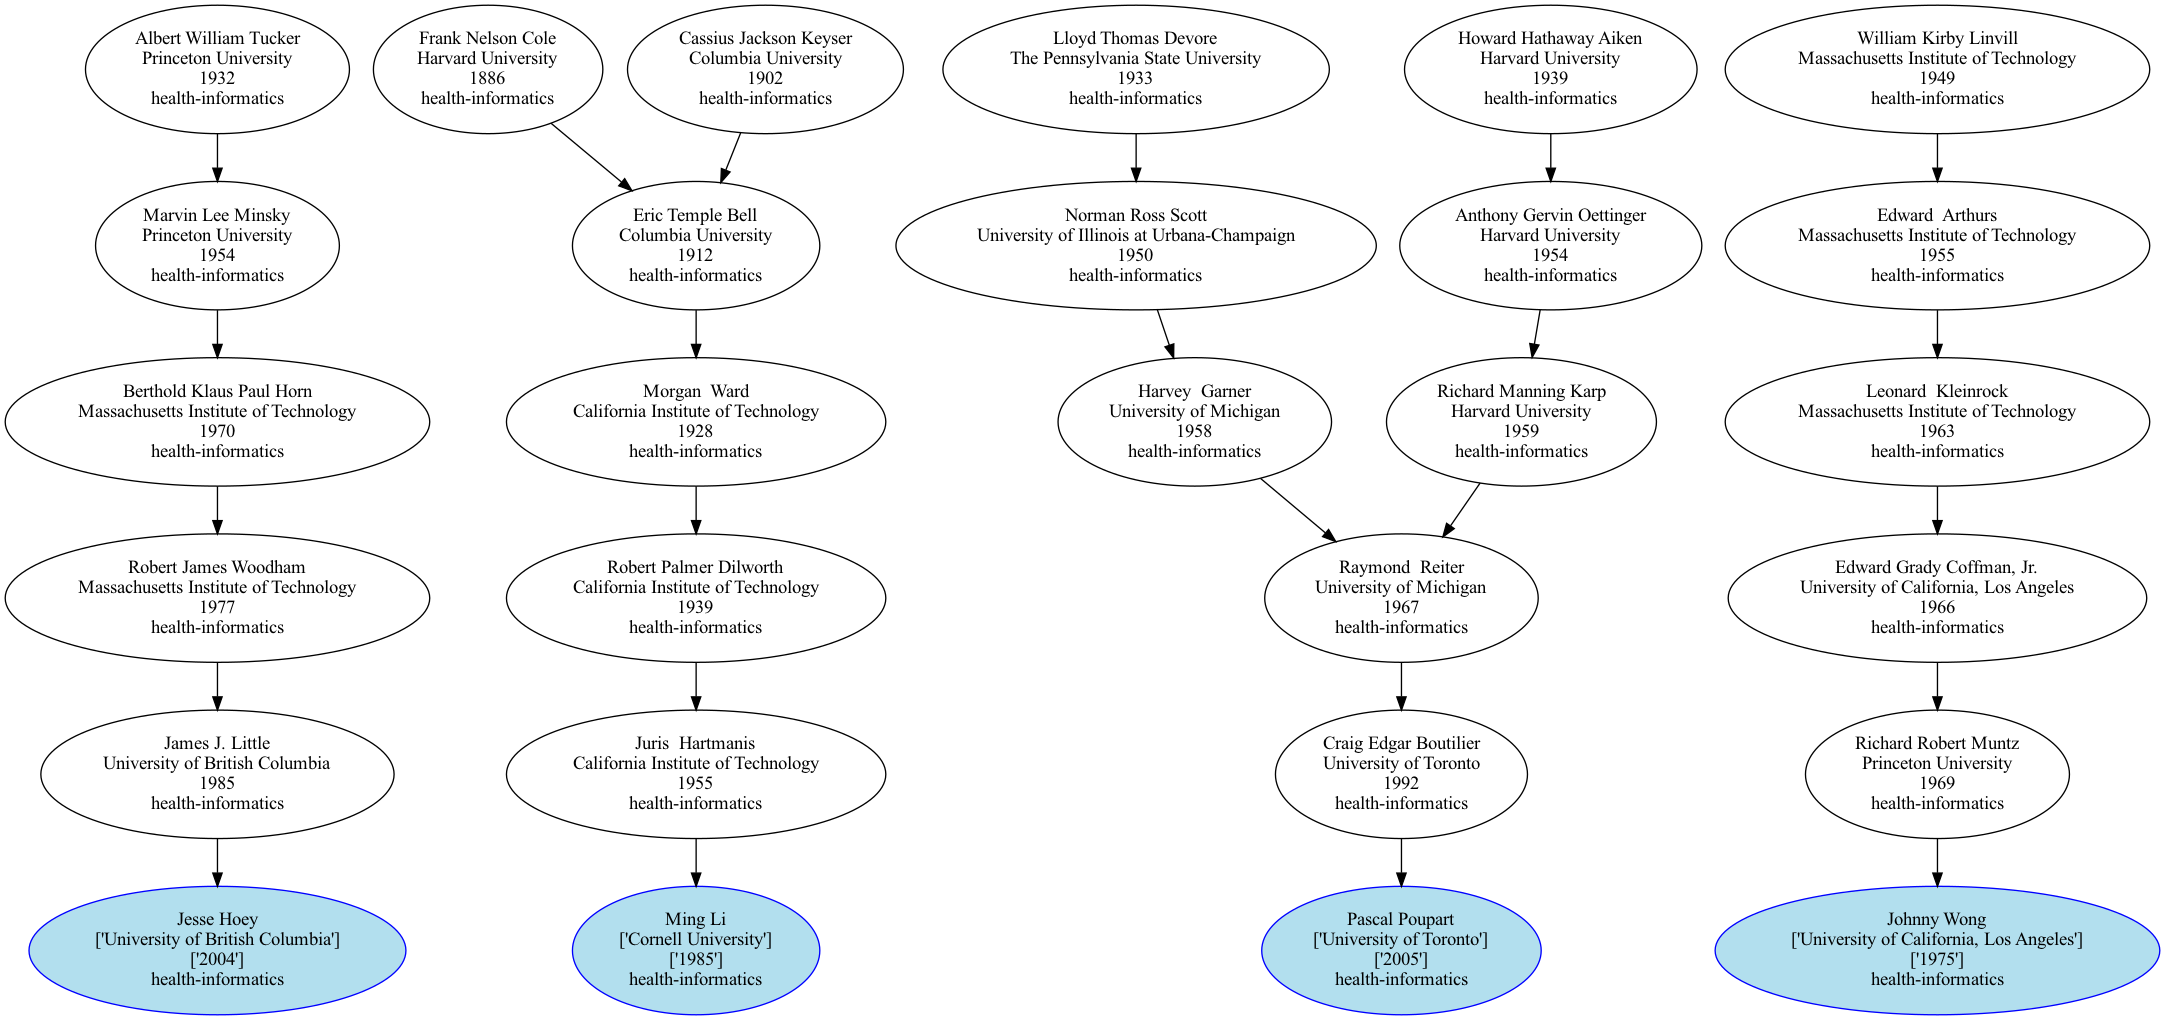 Albert William Tucker
Princeton University
1932
health-informatics
Frank Nelson Cole
Harvard University
1886
health-informatics
Cassius Jackson Keyser
Columbia University
1902
health-informatics
Lloyd Thomas Devore
The Pennsylvania State University
1933
health-informatics
Howard Hathaway Aiken
Harvard University
1939
health-informatics
William Kirby Linvill
Massachusetts Institute of Technology
1949
health-informatics
Marvin Lee Minsky
Princeton University
1954
health-informatics
Eric Temple Bell
Columbia University
1912
health-informatics
Norman Ross Scott
University of Illinois at Urbana-Champaign
1950
health-informatics
Anthony Gervin Oettinger
Harvard University
1954
health-informatics
Edward  Arthurs
Massachusetts Institute of Technology
1955
health-informatics
Berthold Klaus Paul Horn
Massachusetts Institute of Technology
1970
health-informatics
Morgan  Ward
California Institute of Technology
1928
health-informatics
Harvey  Garner
University of Michigan
1958
health-informatics
Richard Manning Karp
Harvard University
1959
health-informatics
Leonard  Kleinrock
Massachusetts Institute of Technology
1963
health-informatics
Robert James Woodham
Massachusetts Institute of Technology
1977
health-informatics
Robert Palmer Dilworth
California Institute of Technology
1939
health-informatics
Raymond  Reiter
University of Michigan
1967
health-informatics
Edward Grady Coffman, Jr.
University of California, Los Angeles
1966
health-informatics
James J. Little
University of British Columbia
1985
health-informatics
Juris  Hartmanis
California Institute of Technology
1955
health-informatics
Craig Edgar Boutilier
University of Toronto
1992
health-informatics
Richard Robert Muntz
Princeton University
1969
health-informatics
Jesse Hoey
['University of British Columbia']
['2004']
health-informatics
Ming Li
['Cornell University']
['1985']
health-informatics
Pascal Poupart
['University of Toronto']
['2005']
health-informatics
Johnny Wong
['University of California, Los Angeles']
['1975']
health-informatics